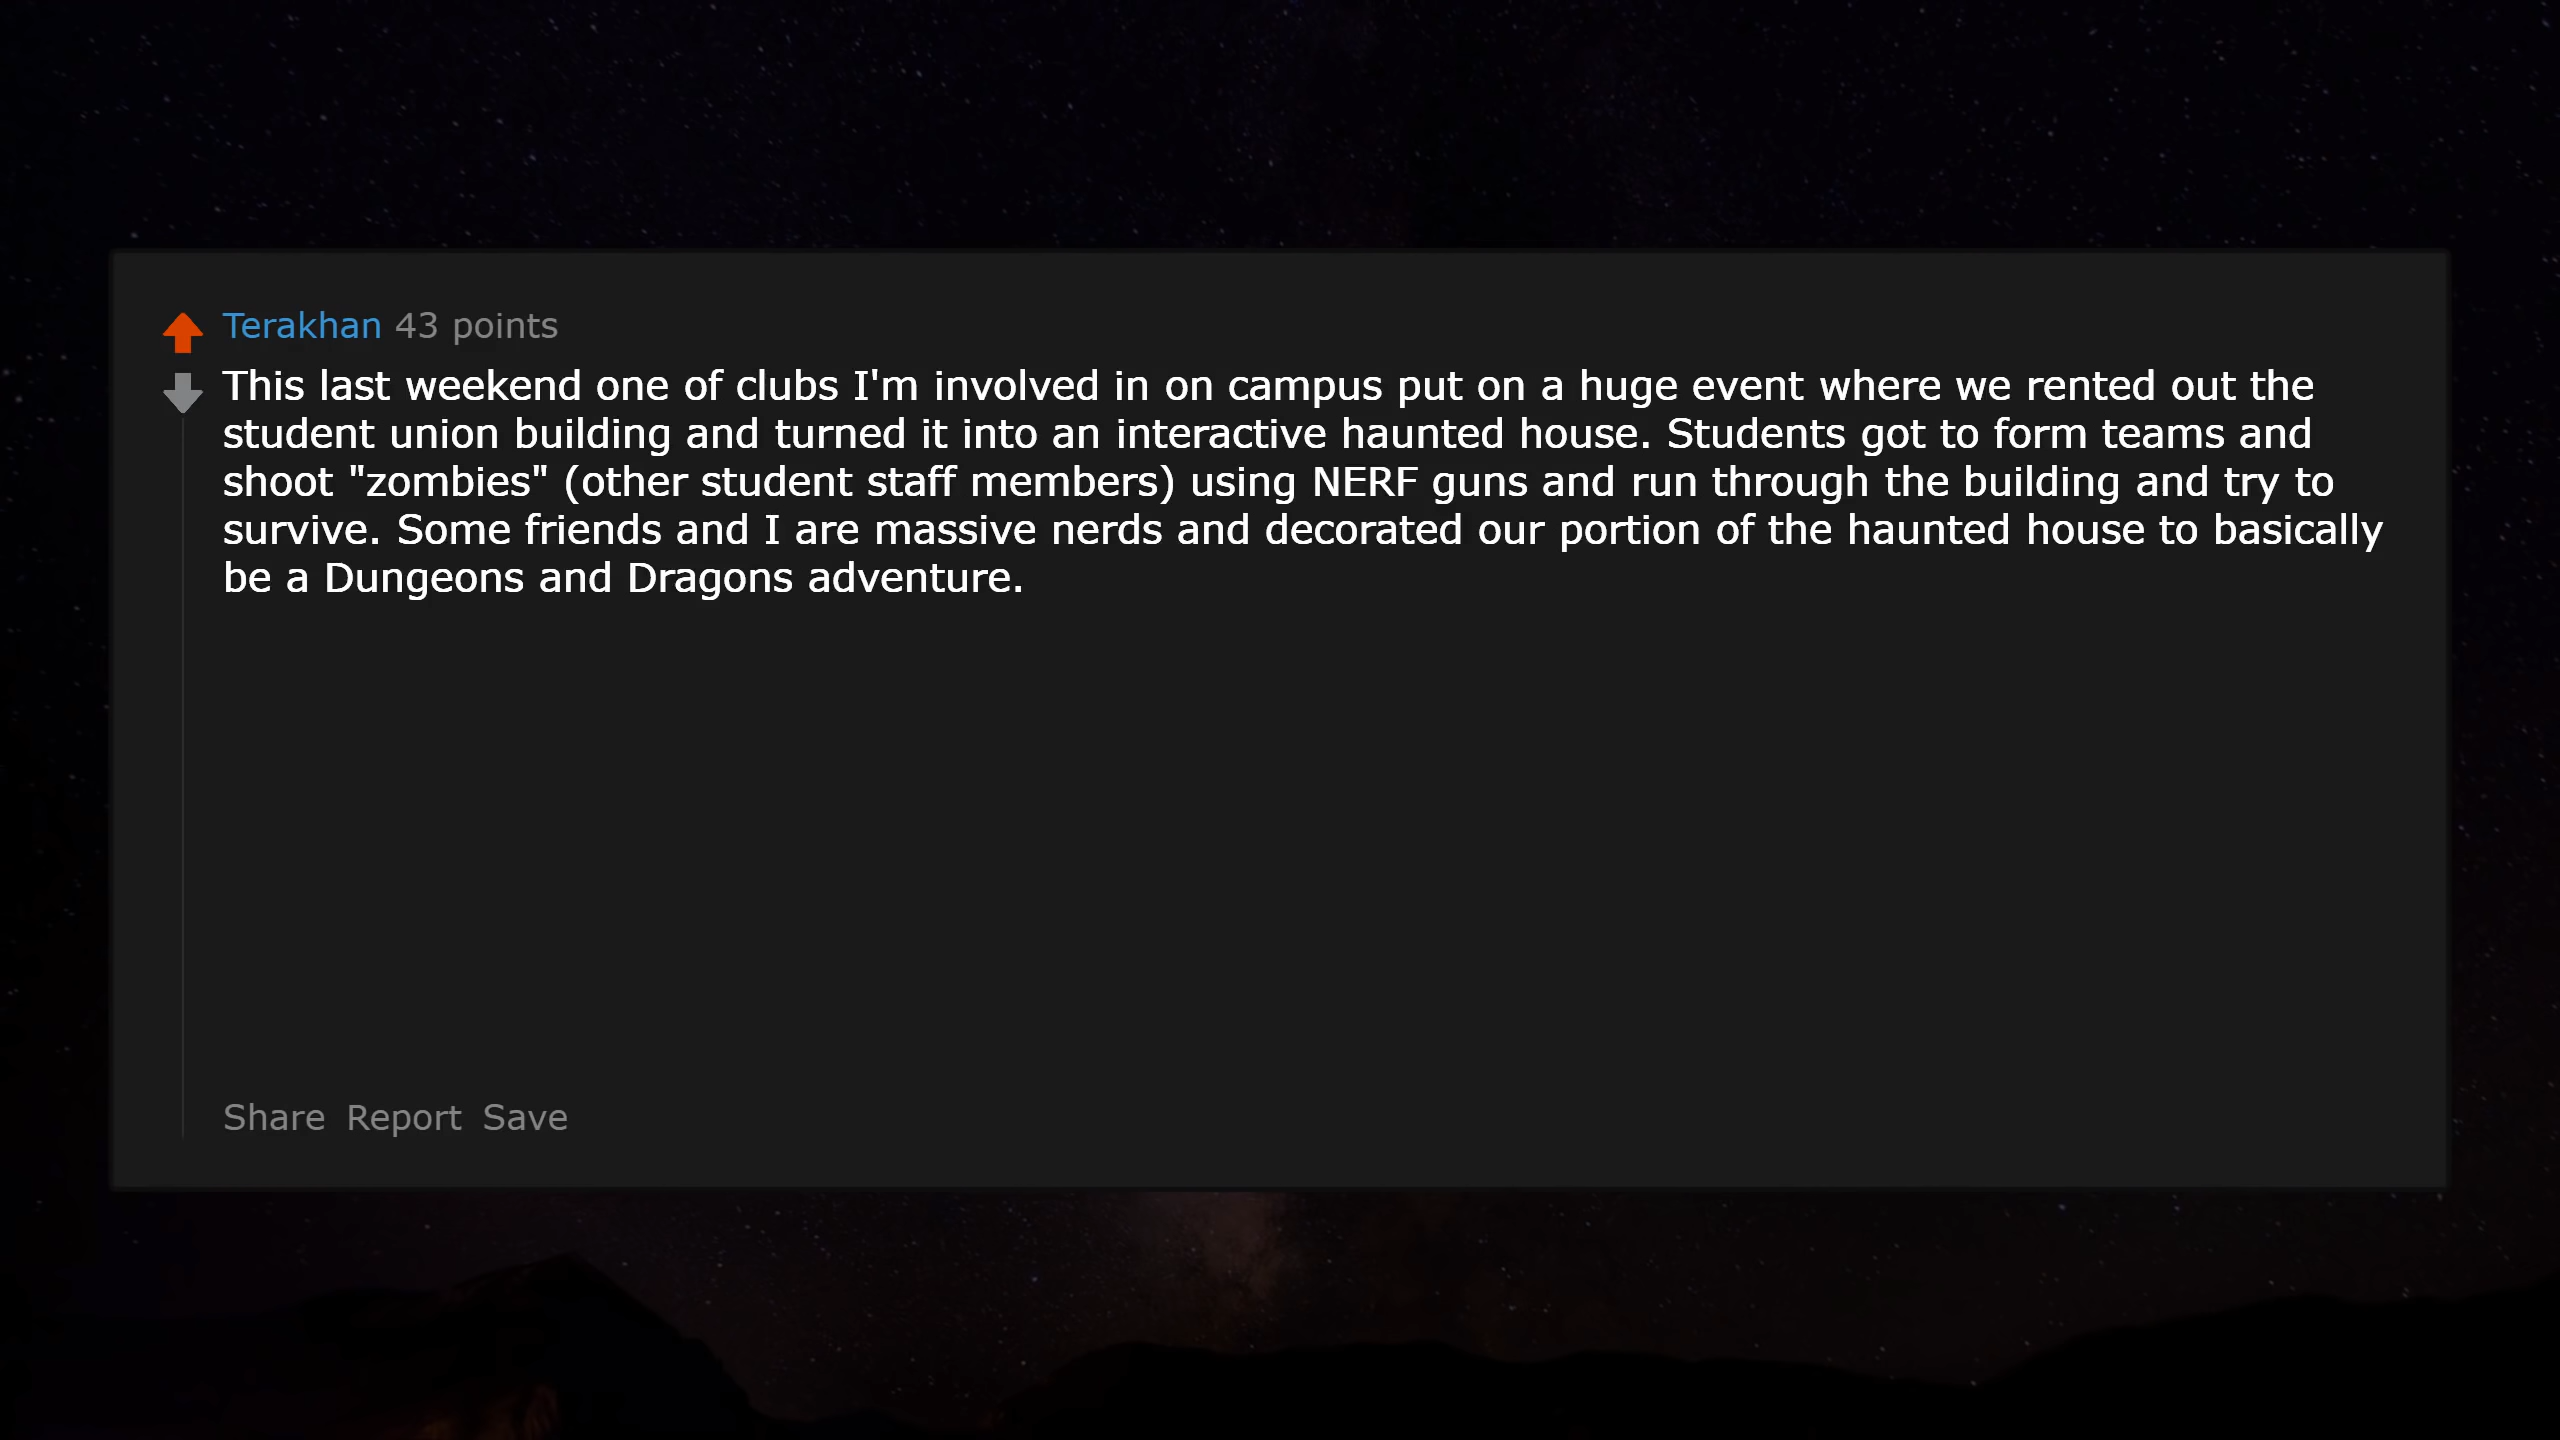 Terakhan 43 points
This last weekend one of clubs I'm involved in on campus put on a huge event where we rented out the
student union building and turned it into an interactive haunted house. Students got to form teams and
shoot "zombies" (other student staff members) using NERF guns and run through the building and try to
survive. Some friends and I are massive nerds and decorated our portion of the haunted house to basically
be a Dungeons and Dragons adventure.
Share Report Save